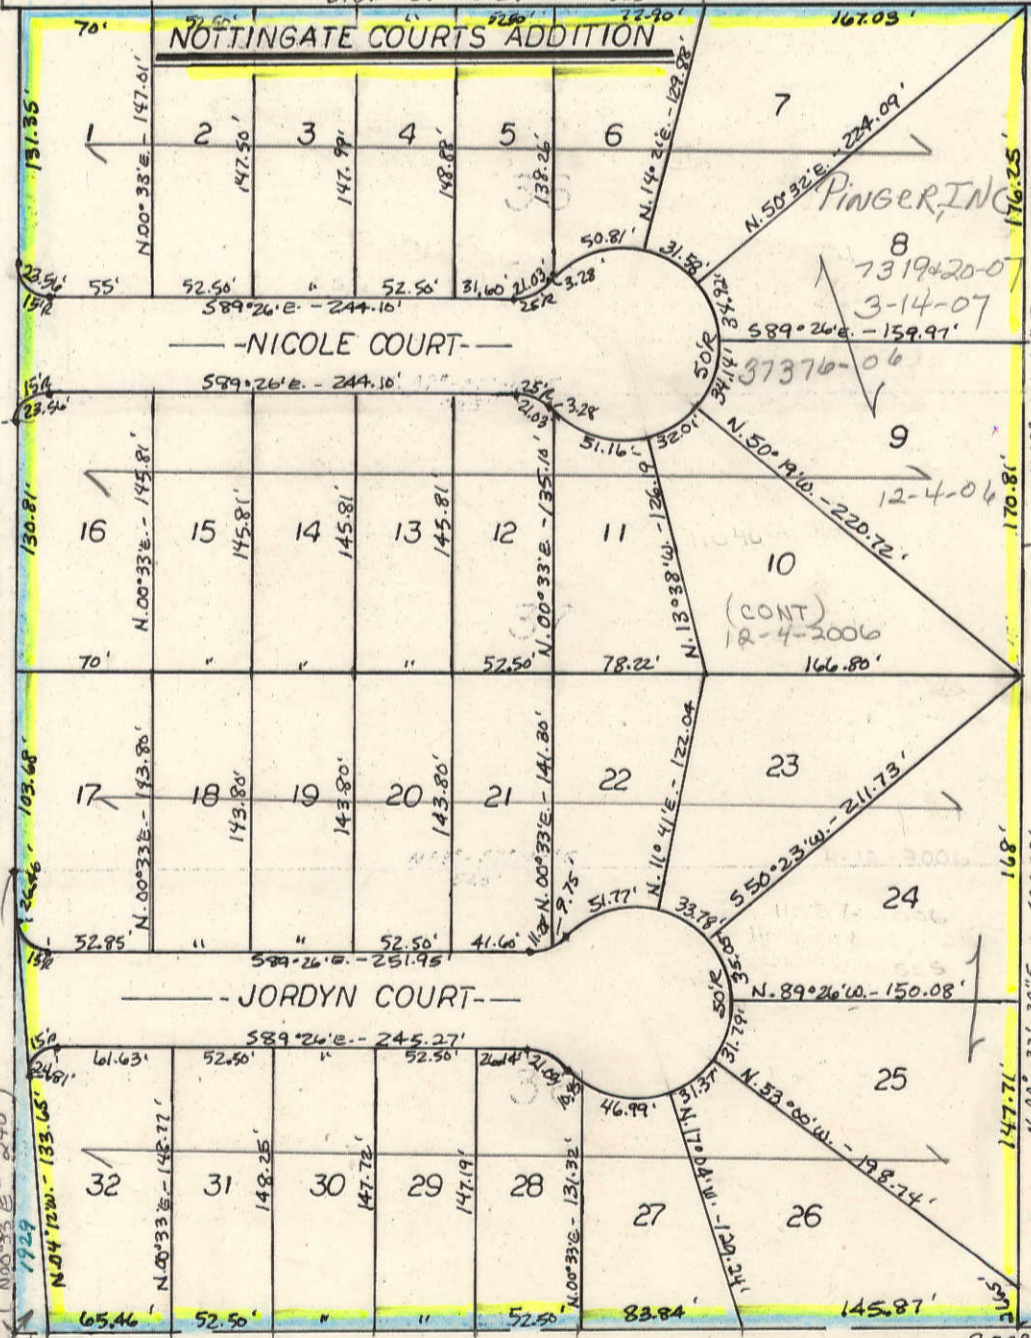 70' 52.50' " 52.50' 22.90' 167.03'
NOTTINGATE COURTS ADDITION
131.35'
N.00°33'E. - 147.01'
147.50'
147.99'
148.88'
138.26'
N.14°21'E. - 129.88'
N.50°32'E. - 224.09'
176.25'
1 2 3 4 5 6 7
PINGER, INC
8
7319&20-07
3-14-07
23.56'
15'R
55' 52.50' " 52.50' 31.60' 21.03' 3.28' 50.81' 31.58' 34.92'
25'R
S89°26'E. - 244.10'
NICOLE COURT
50'R
S89°26'E. - 159.97'
37376-06
34.14'
S89°26'E. - 244.10'
15'R
23.56'
25'R
21.03'
3.28
51.16'
32.01'
N.50°19'W. - 220.72'
9
12-4-06
170.81'
130.81'
N.00°33'E. - 145.81'
145.81'
145.81'
145.81'
N.00°33'E - 135.10'
N.13°38'W. - 126.19
16 15 14 13 12 11 10
(CONT)
12-4-2006
70' " " " 52.50' 78.22' 166.80'
103.68'
N.00°33'E. - 143.80'
143.80'
143.80'
143.80'
N.00°33'E. - 141.30'
N.11°41'E. - 122.04
S50°23'W. - 211.73'
168'
17 18 19 20 21 22 23
24
26.46'
15'R
52.85' " " 52.50' 41.60' 9.75' 51.77' 33.78' 35.05'
S89°26'E. - 251.95'
JORDYN COURT
50'R
N.89°26'W. - 150.08'
S89°26'E. - 245.27'
15'R
24.81'
61.63' 52.50' " 52.50' 26.14' 21.09' 46.99' 31.37' 31.79'
N.53°00'W. - 198.74'
25
147.71'
1929
N.04°12'W. - 133.65'
N.00°33'E. - 148.77'
148.25'
147.72'
147.19'
N.00°33'E - 131.32'
N.17°04'W.
32 31 30 29 28 27 26
65.46' 52.50' " " 52.50' 83.84' 145.87'